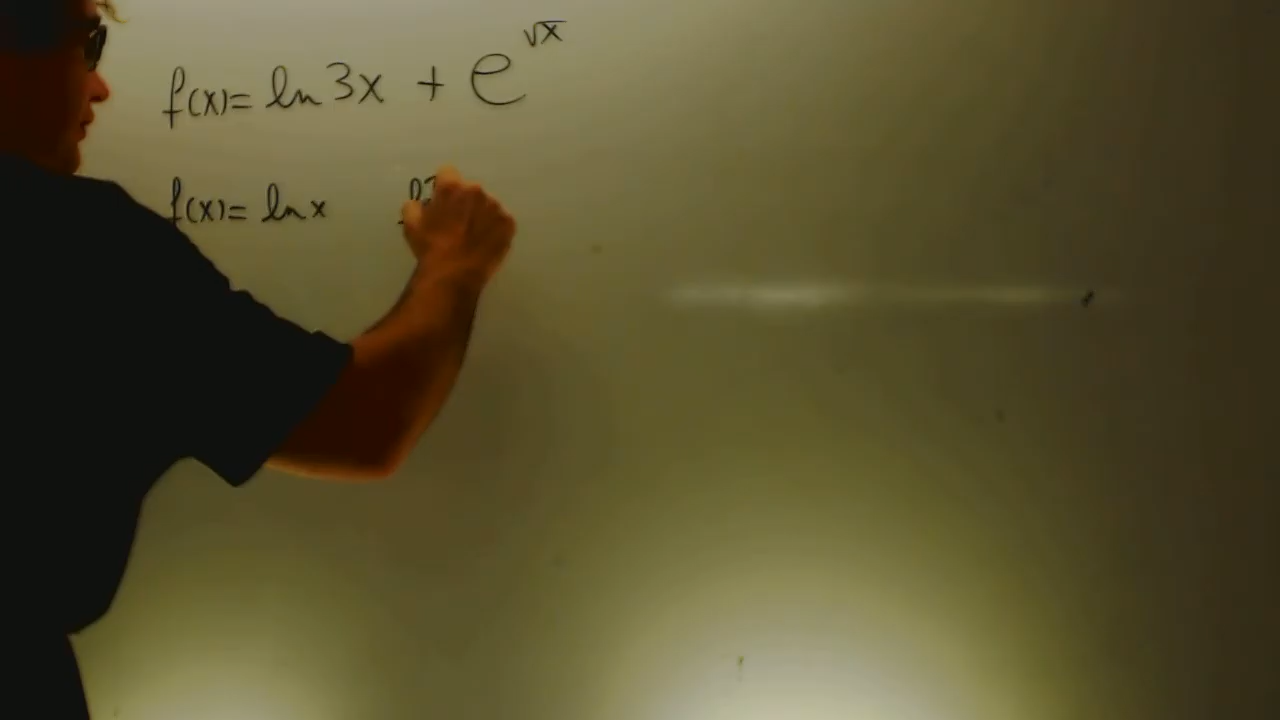 f(x)= ln 3x + e^√x
f(x)= ln x f'